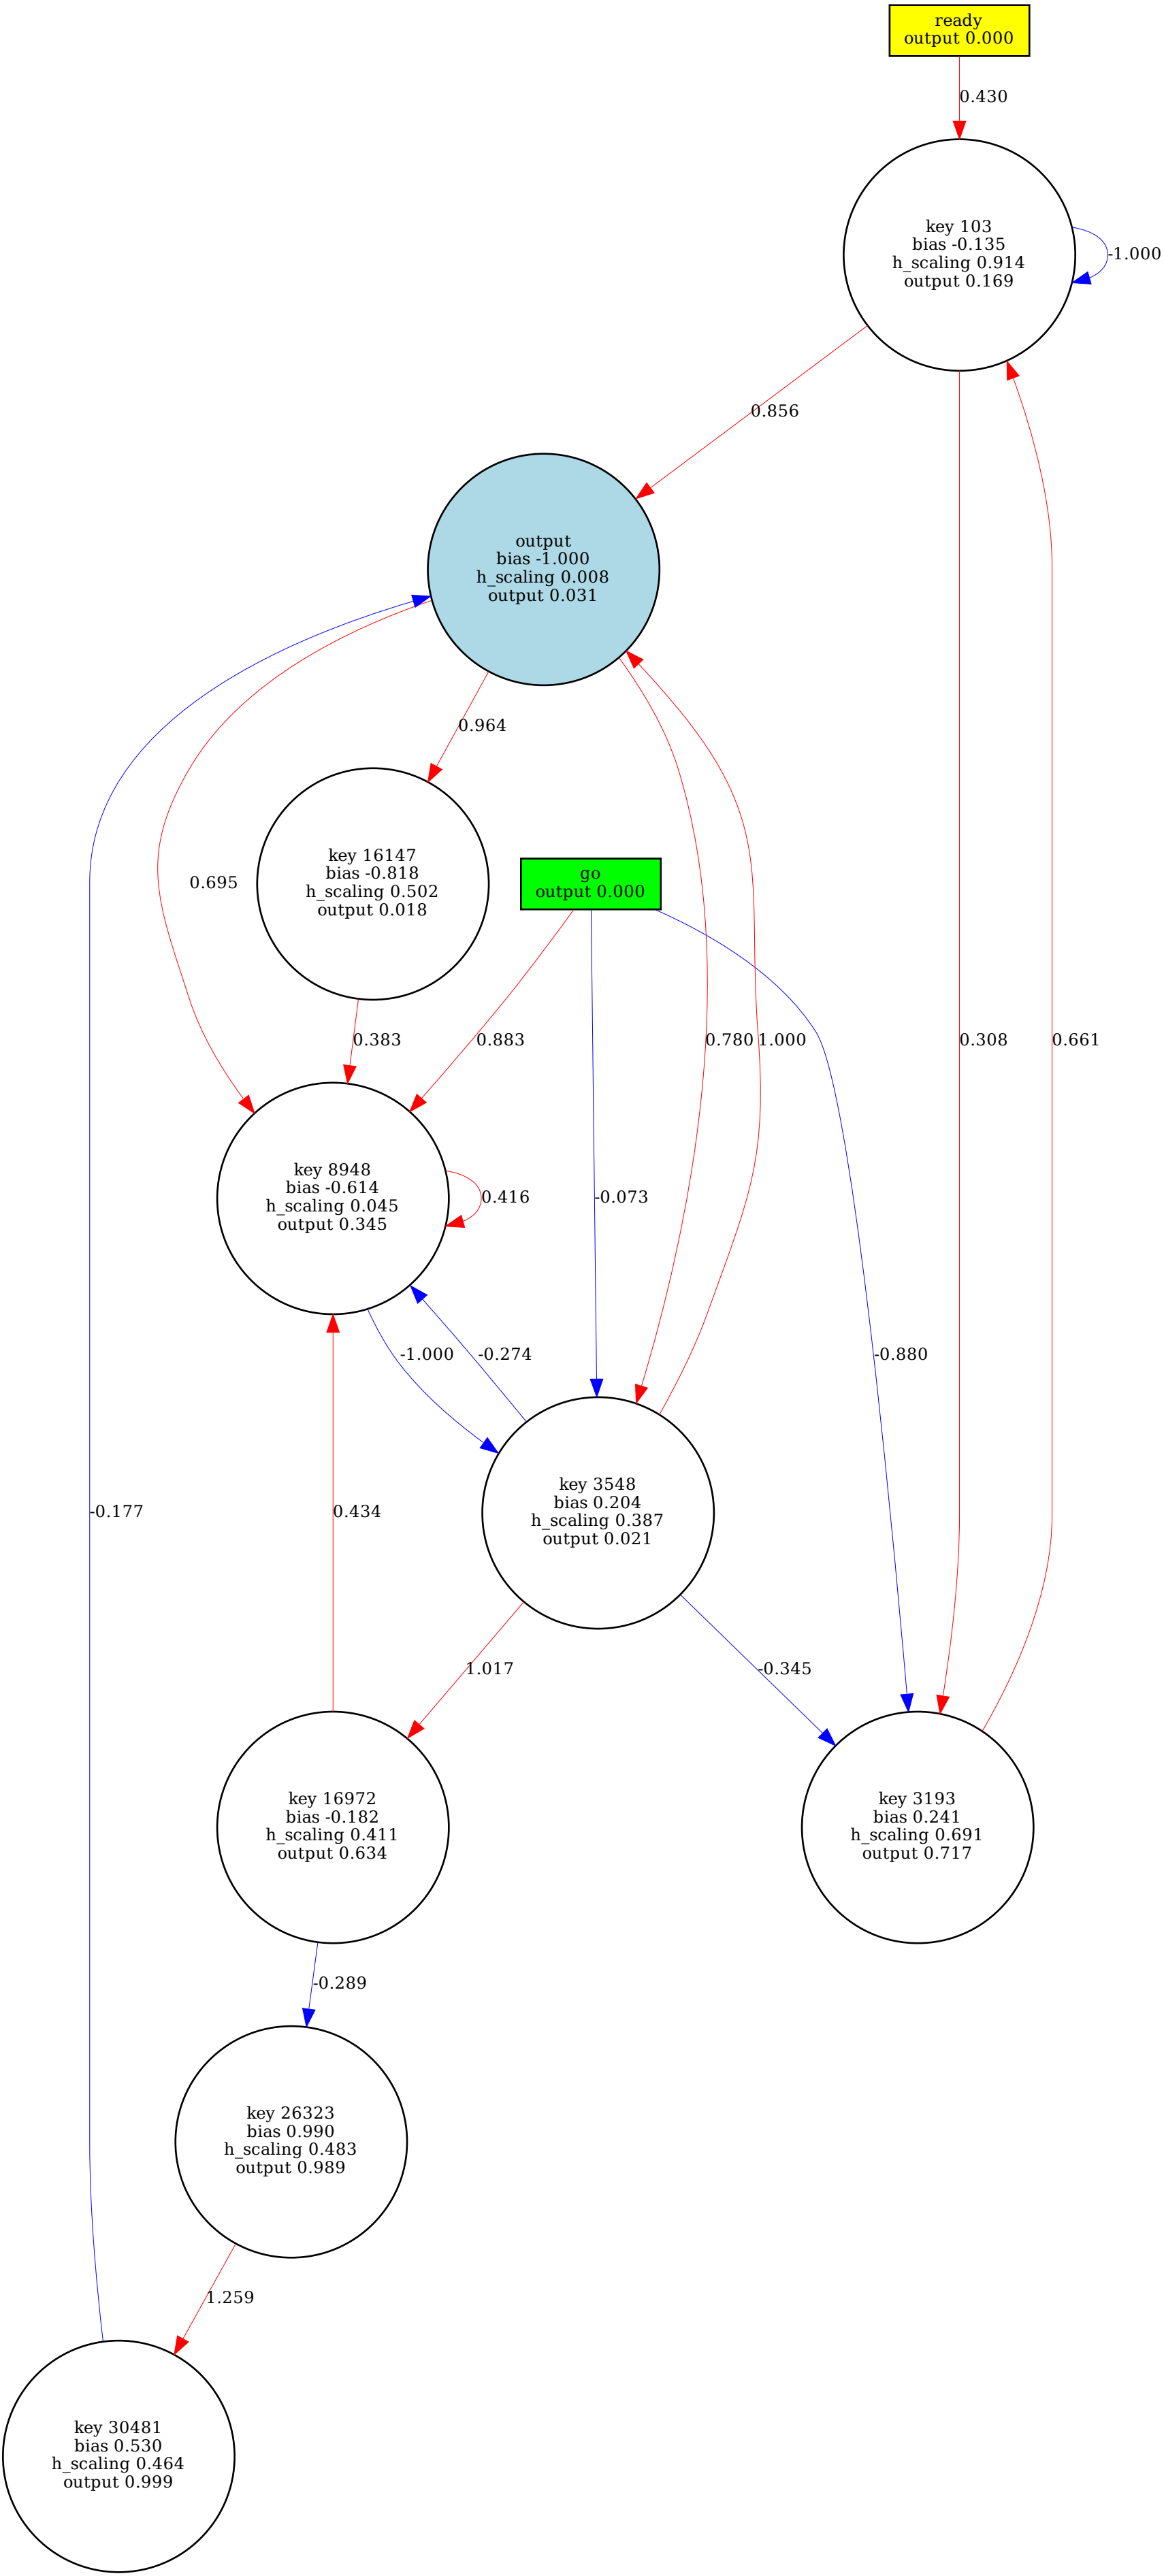 ready
output 0.000
0.430
key 103
bias -0.135
h_scaling 0.914
output 0.169
-1.000
0.856
output
bias -1.000
h_scaling 0.008
output 0.031
0.964
key 16147
bias -0.818
h_scaling 0.502
output 0.018
go
output 0.000
0.695
0.383
0.883
0.780
1.000
0.308
0.661
key 8948
bias -0.614
h_scaling 0.045
output 0.345
0.416
-0.073
-1.000
-0.274
-0.880
key 3548
bias 0.204
h_scaling 0.387
output 0.021
-0.177
0.434
1.017
-0.345
key 16972
bias -0.182
h_scaling 0.411
output 0.634
key 3193
bias 0.241
h_scaling 0.691
output 0.717
-0.289
key 26323
bias 0.990
h_scaling 0.483
output 0.989
1.259
key 30481
bias 0.530
h_scaling 0.464
output 0.999